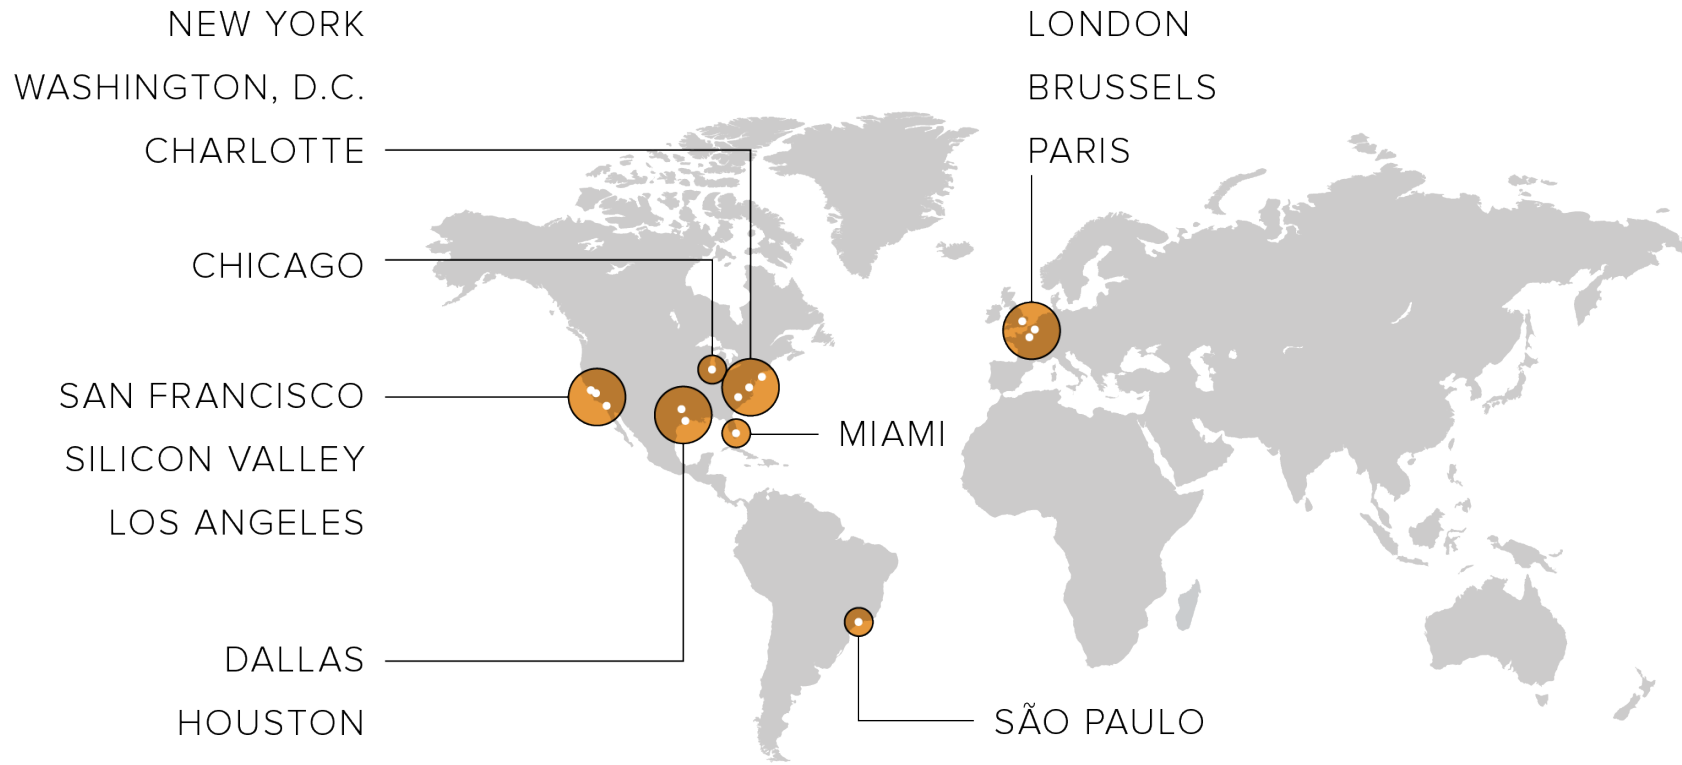 NEW YORK
WASHINGTON, D.C.
CHARLOTTE
CHICAGO
SAN FRANCISCO
SILICON VALLEY
LOS ANGELES
DALLAS
HOUSTON
LONDON
BRUSSELS
PARIS
MIAMI
SÃO PAULO